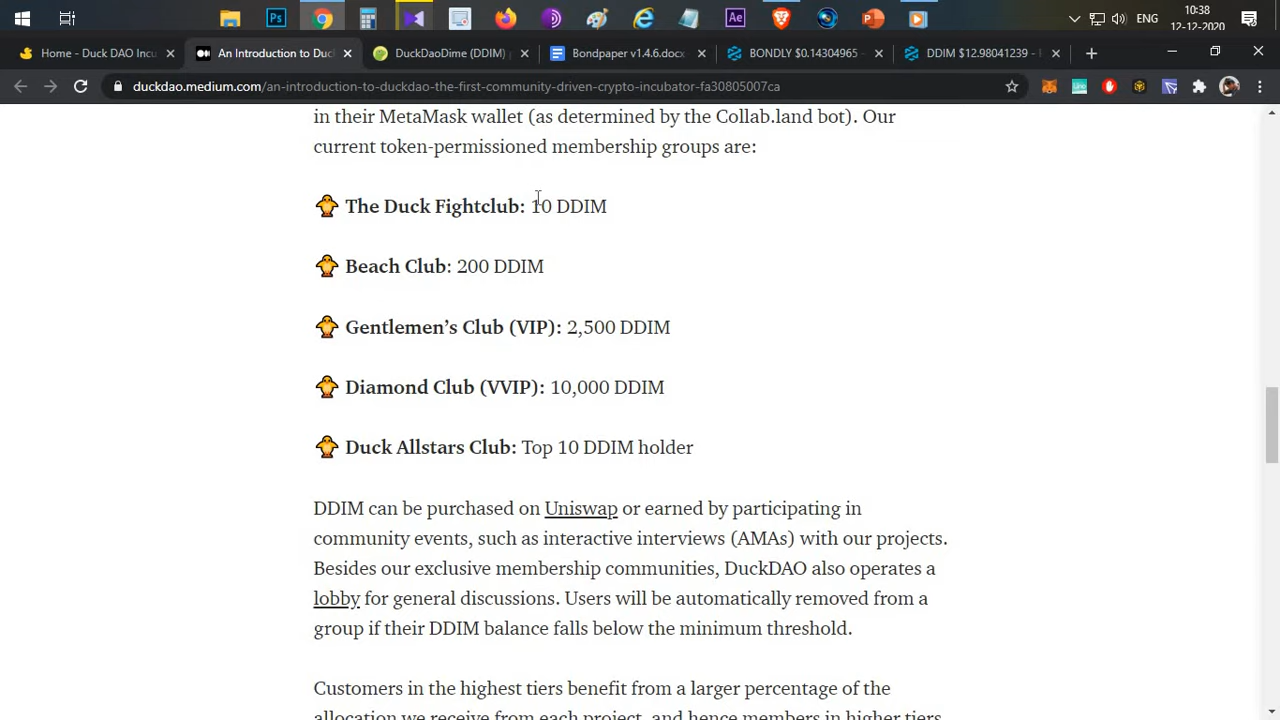 Ps
Ae
ENG
10:38
12-12-2020
Home - Duck DAO Incu
An Introduction to Duc
DuckDaoDime (DDIM)
Bondpaper v1.4.6.docx
BONDLY $0.14304965 -
DDIM $12.98041239 -
duckdao.medium.com/an-introduction-to-duckdao-the-first-community-driven-crypto-incubator-fa30805007ca
in their MetaMask wallet (as determined by the Collab.land bot). Our
current token-permissioned membership groups are:
The Duck Fightclub: 10 DDIM
Beach Club: 200 DDIM
Gentlemen’s Club (VIP): 2,500 DDIM
Diamond Club (VVIP): 10,000 DDIM
Duck Allstars Club: Top 10 DDIM holder
DDIM can be purchased on Uniswap or earned by participating in
community events, such as interactive interviews (AMAs) with our projects.
Besides our exclusive membership communities, DuckDAO also operates a
lobby for general discussions. Users will be automatically removed from a
group if their DDIM balance falls below the minimum threshold.
Customers in the highest tiers benefit from a larger percentage of the
allocation we receive from each project, and hence members in higher tiers